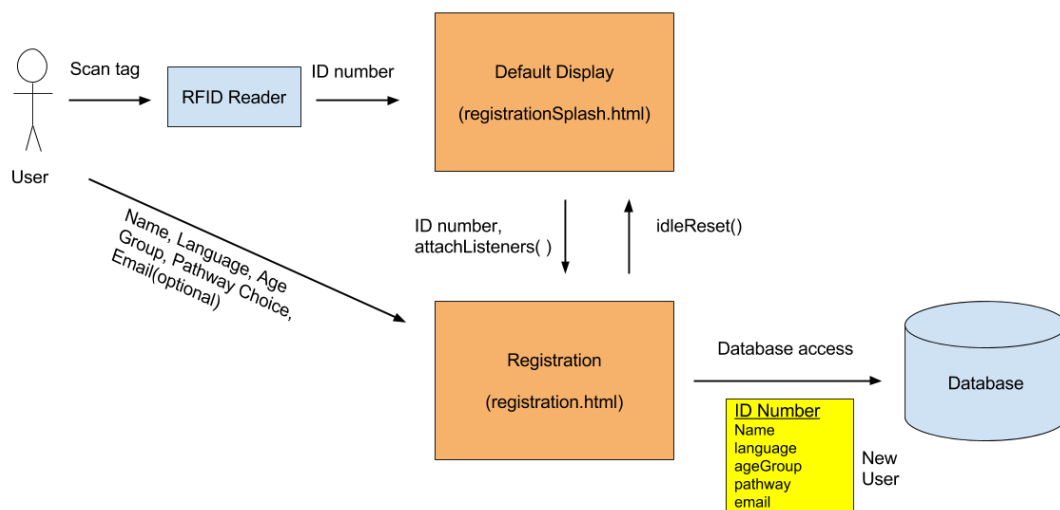 Scan tag
ID number
RFID Reader
Default Display
(registrationSplash.html)
User
ID number,
attachListeners( )
idleReset()
Name, Language, Age
Group, Pathway Choice,
Email(optional)
Registration
(registration.html)
Database access
Database
ID Number
Name
language
ageGroup
pathway
email
New
User